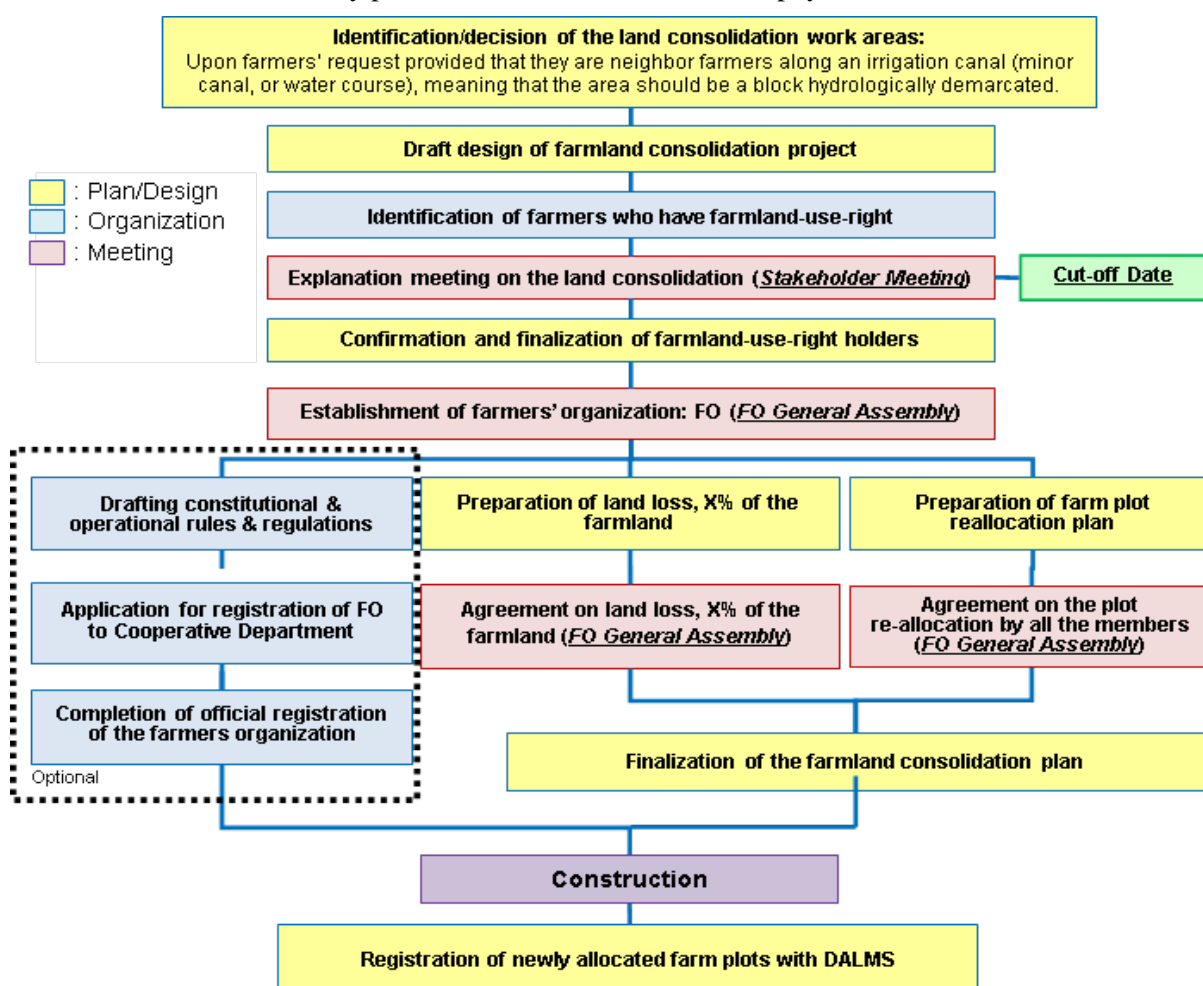 Identification/decision of the land consolidation work areas:
Upon farmers' request provided that they are neighbor farmers along an irrigation canal (minor
canal, or water course), meaning that the area should be a block hydrologically demarcated.
Draft design of farmland consolidation project
: Plan/Design
: Organization
: Meeting
Identification of farmers who have farmland-use-right
Explanation meeting on the land consolidation (Stakeholder Meeting)
Cut-off Date
Confirmation and finalization of farmland-use-right holders
Establishment of farmers' organization: FO (FO General Assembly)
Drafting constitutional &
operational rules & regulations
Preparation of land loss, X% of the
farmland
Preparation of farm plot
reallocation plan
Application for registration of FO
to Cooperative Department
Agreement on land loss, X% of the
farmland (FO General Assembly)
Agreement on the plot
re-allocation by all the members
(FO General Assembly)
Completion of official registration
of the farmers organization
Optional
Finalization of the farmland consolidation plan
Construction
Registration of newly allocated farm plots with DALMS